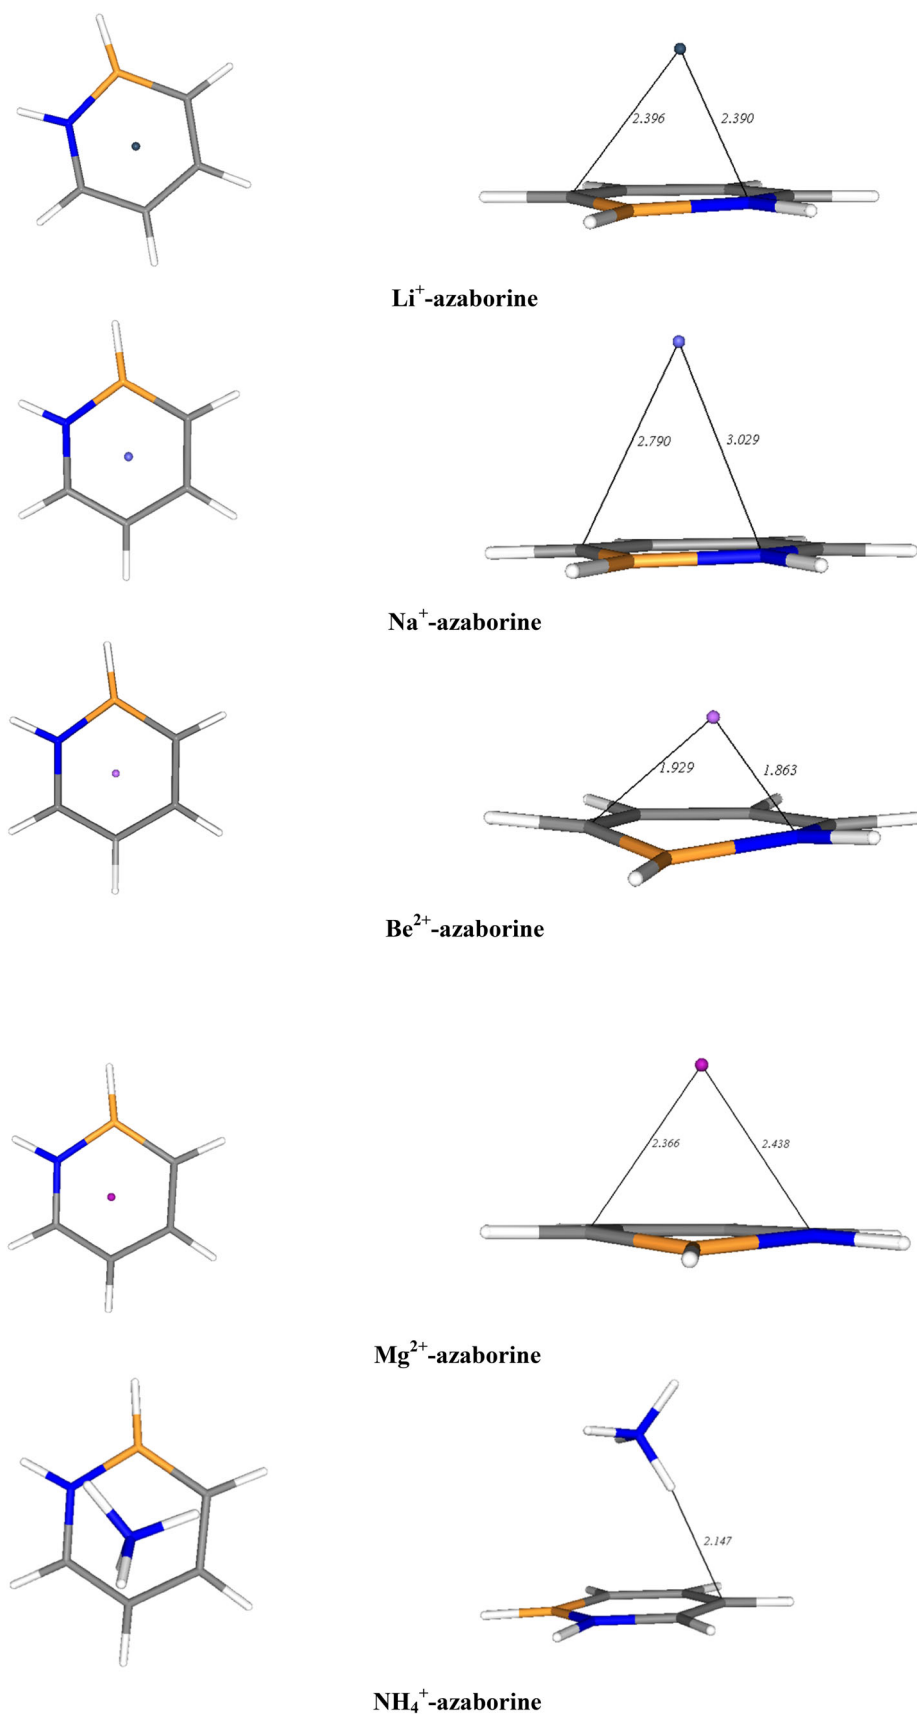 2.396 2.390
Li⁺-azaborine
2.790 3.029
Na⁺-azaborine
1.929 1.863
Be²⁺-azaborine
2.366 2.438
Mg²⁺-azaborine
2.147
NH₄⁺-azaborine